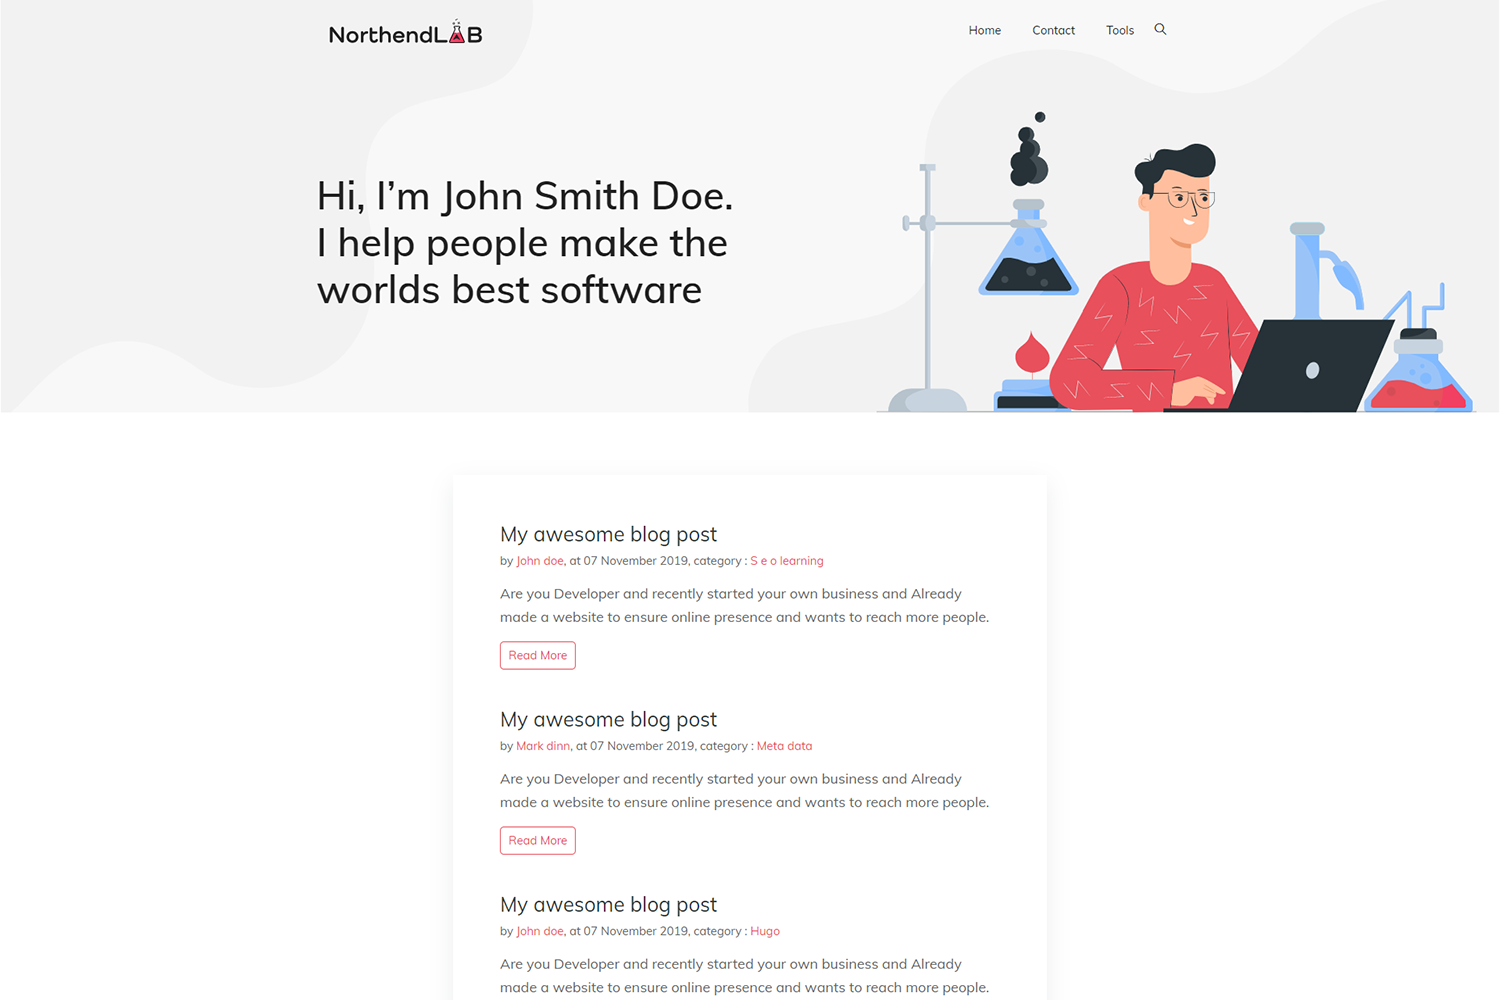 NorthendLAB
Home Contact Tools
Hi, I'm John Smith Doe.
I help people make the
worlds best software
My awesome blog post
by John doe, at 07 November 2019, category : S e o learning
Are you Developer and recently started your own business and Already
made a website to ensure online presence and wants to reach more people.
Read More
My awesome blog post
by Mark dinn, at 07 November 2019, category : Meta data
Are you Developer and recently started your own business and Already
made a website to ensure online presence and wants to reach more people.
Read More
My awesome blog post
by John doe, at 07 November 2019, category : Hugo
Are you Developer and recently started your own business and Already
made a website to ensure online presence and wants to reach more people.